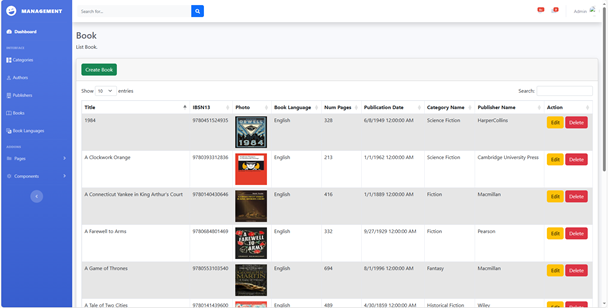 MANAGEMENT
Search for...
Admin
Dashboard
Categories
Authors
Publishers
Books
Book Languages
Pages
Components
Book
List Book.
Create Book
Show 10 entries
Search:
Title IBSN13 Photo Book Language Num Pages Publication Date Category Name Publisher Name Action
1984 9780451524935 English 328 6/8/1949 12:00:00 AM Science Fiction HarperCollins Edit Delete
ORWELL
1984
A Clockwork Orange 9780393312836 English 213 1/1/1962 12:00:00 AM Science Fiction Cambridge University Press Edit Delete
A Connecticut Yankee in King Arthur's Court 9780140430646 English 416 1/1/1889 12:00:00 AM Fiction Macmillan Edit Delete
A Farewell to Arms 9780684801469 English 332 9/27/1929 12:00:00 AM Fiction Pearson Edit Delete
A FAREWELL TO ARMS
A Game of Thrones 9780553103540 English 694 8/1/1996 12:00:00 AM Fantasy Macmillan Edit Delete
MARTIN
A Tale of Two Cities 9780141439600 English 489 4/30/1859 12:00:00 AM Historical Fiction Wiley Edit Delete